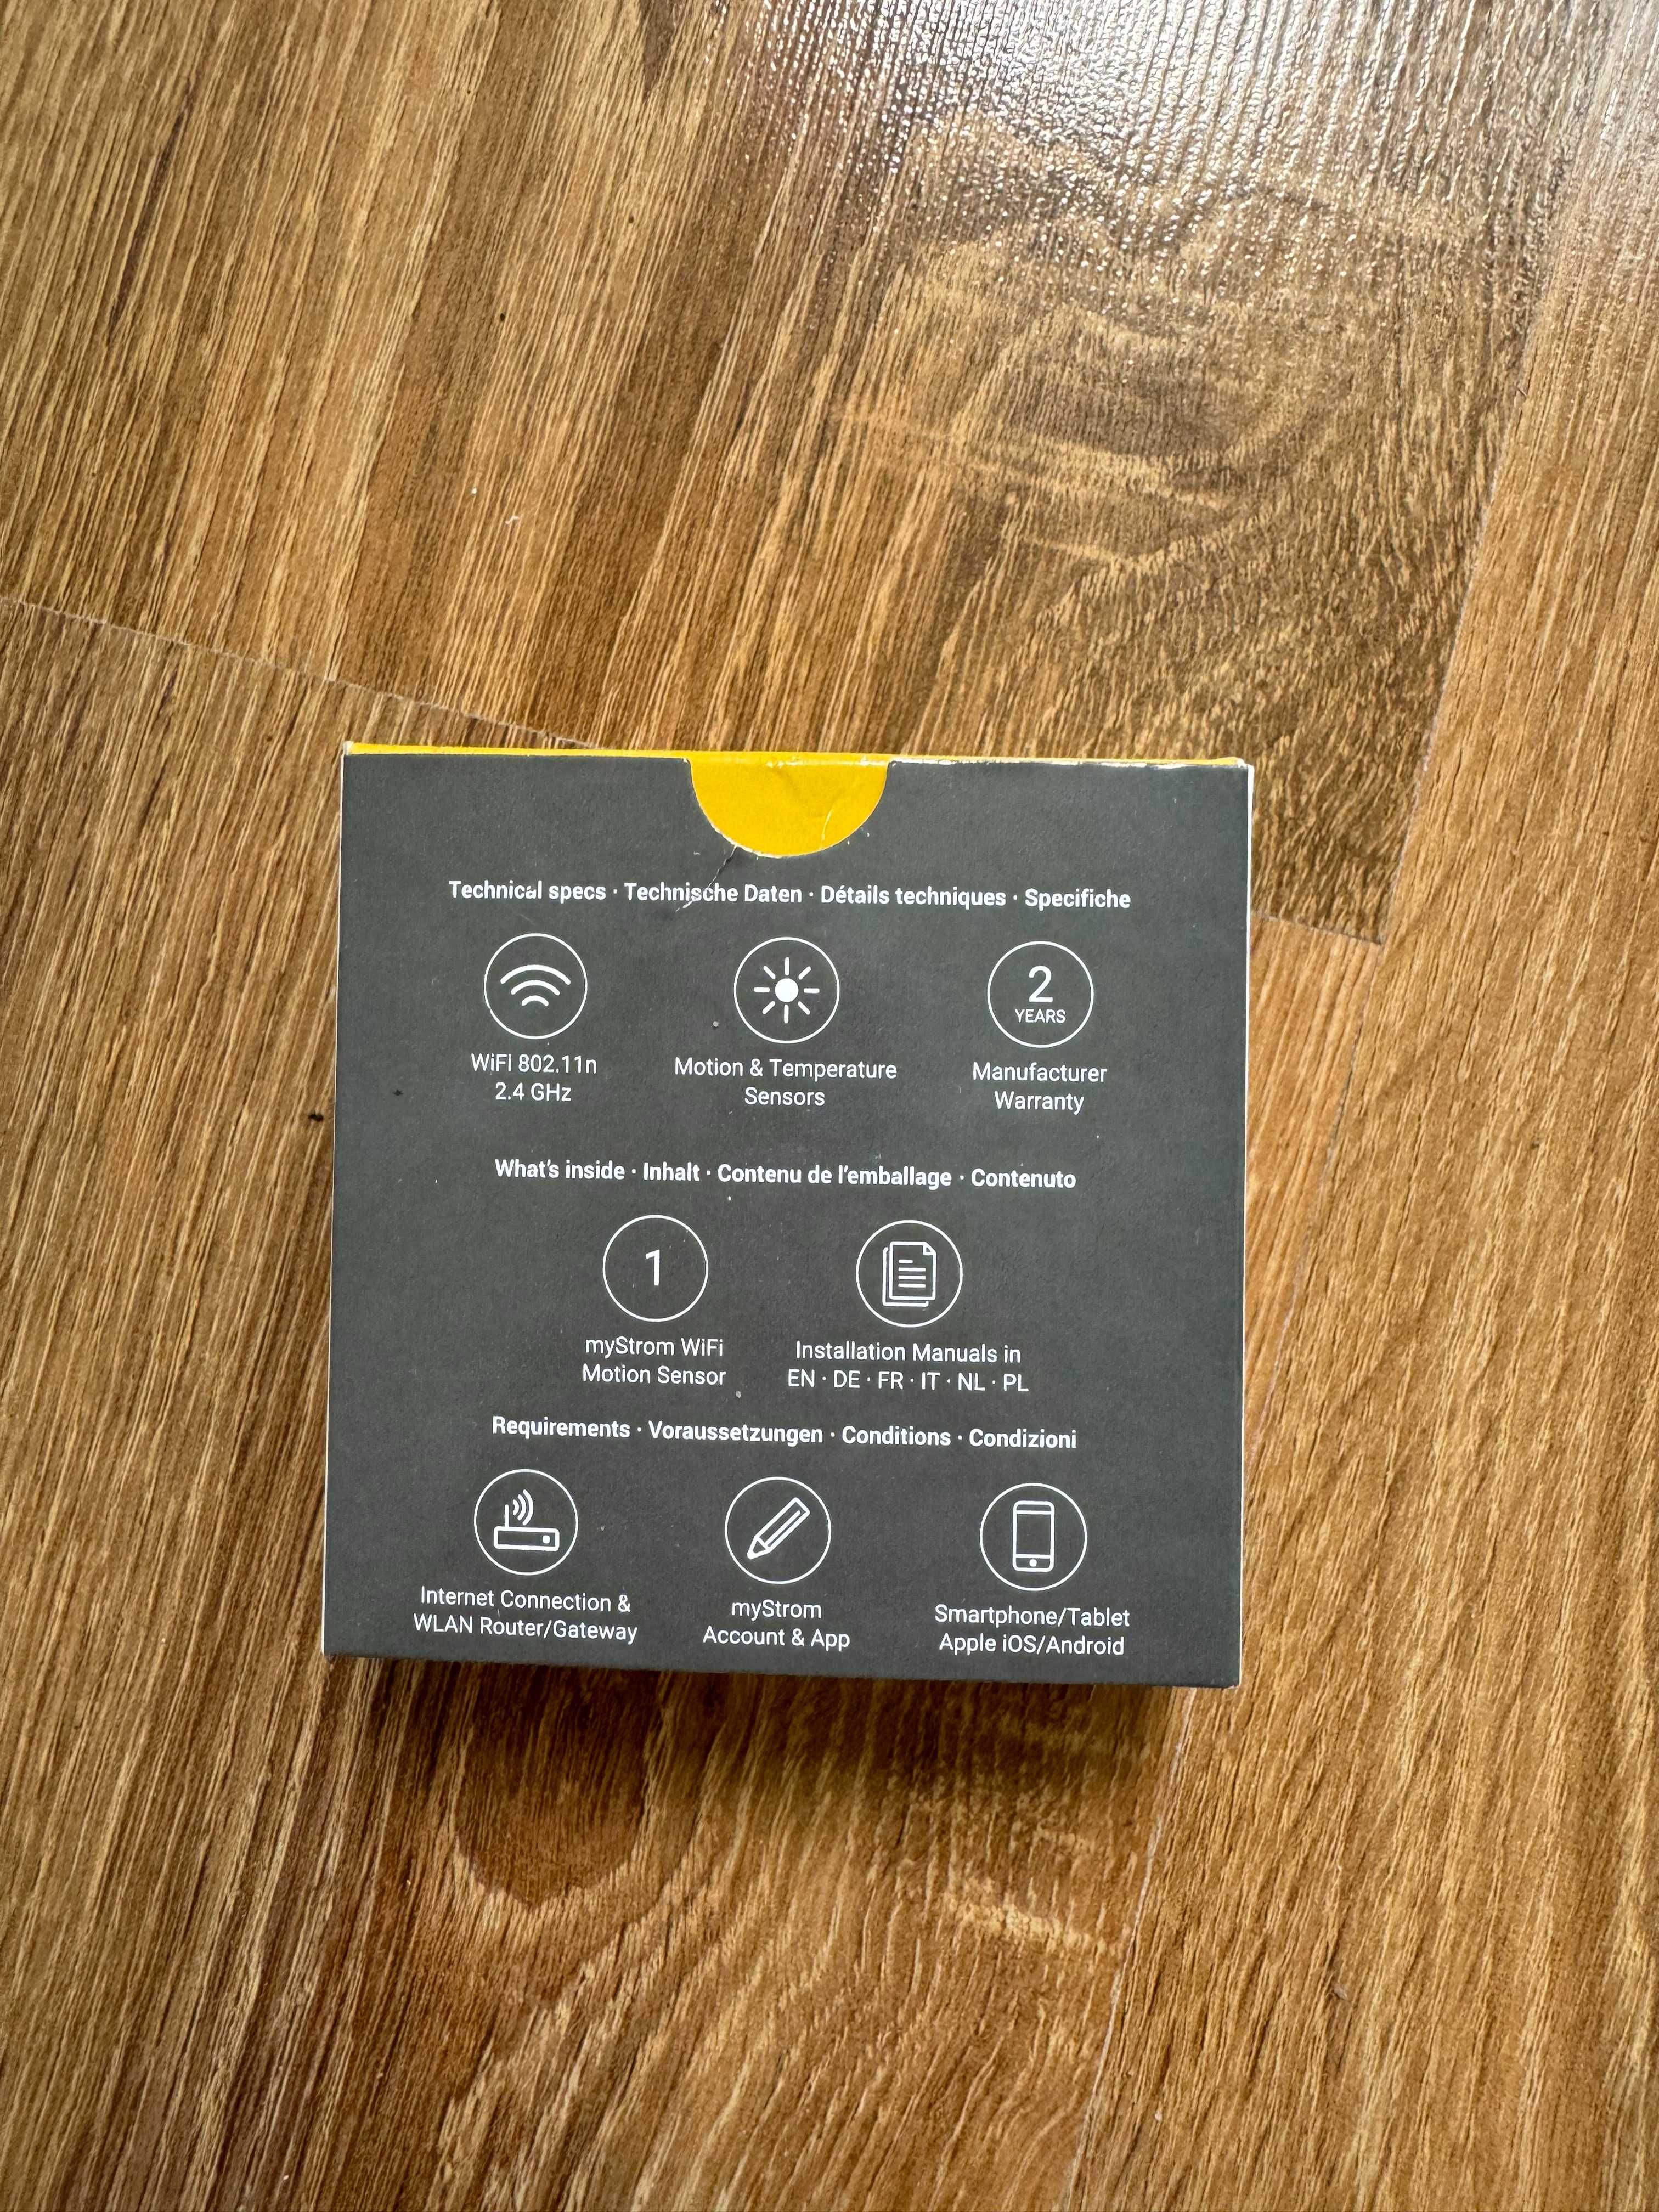 Technical specs · Technische Daten · Détails techniques · Specifiche
2
YEARS
WiFi 802.11n
2.4 GHz
Motion & Temperature
Sensors
Manufacturer
Warranty
What's inside · Inhalt · Contenu de l'emballage · Contenuto
1
myStrom WiFi
Motion Sensor
Installation Manuals in
EN · DE · FR · IT · NL · PL
Requirements · Voraussetzungen · Conditions · Condizioni
Internet Connection &
WLAN Router/Gateway
myStrom
Account & App
Smartphone/Tablet
Apple iOS/Android